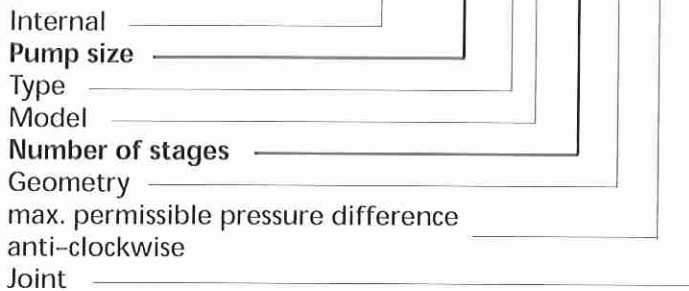 Internal
Pump size
Type
Model
Number of stages
Geometry
max. permissible pressure difference
anti-clockwise
Joint